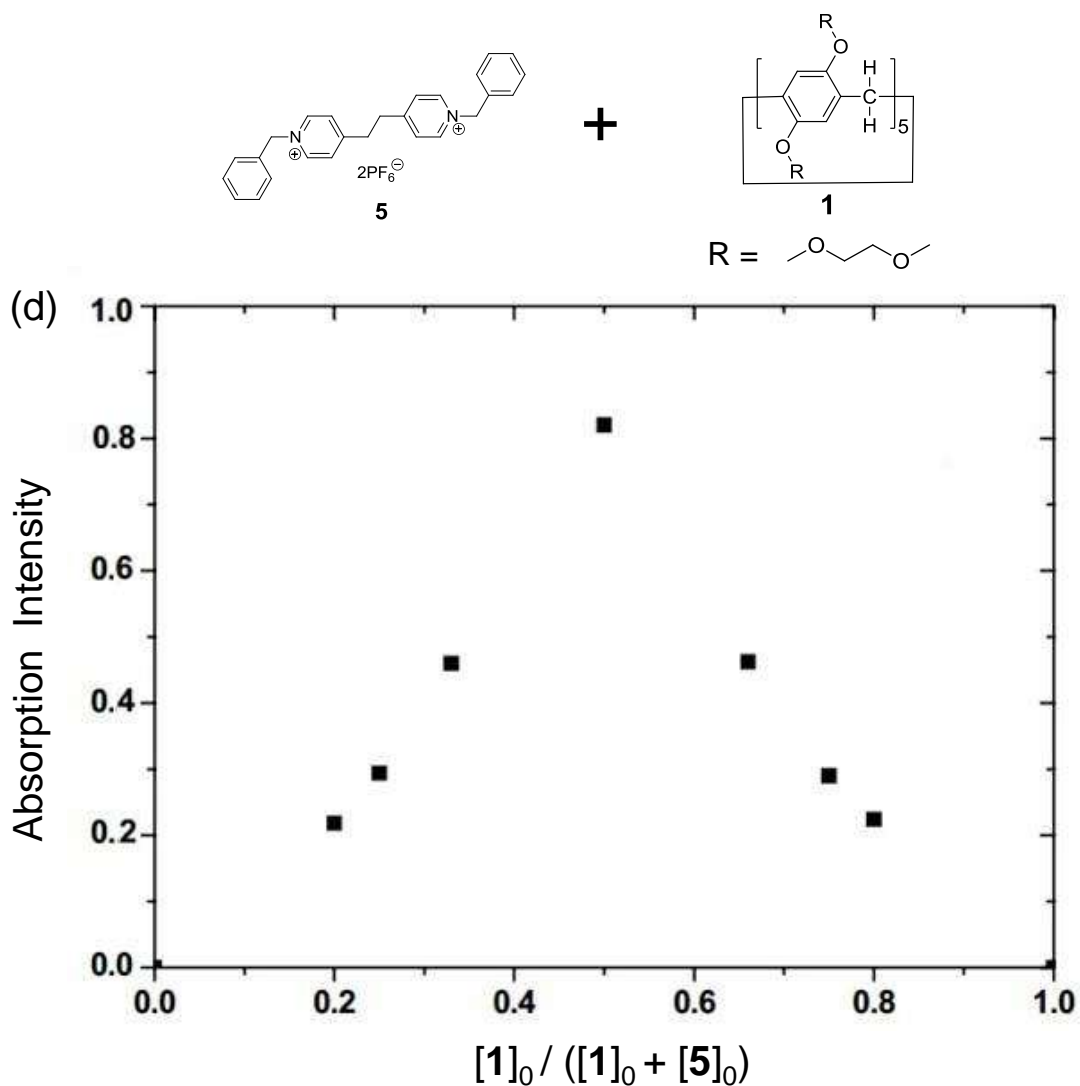 R
O
H
C
H
5
O
R
N
⊕
N
⊕
2PF₆⊖
5
+
1
R = O O
(d)
1.0
0.8
0.6
0.4
0.2
0.0
Absorption Intensity
0.0 0.2 0.4 0.6 0.8 1.0
[1]₀ / ([1]₀ + [5]₀)